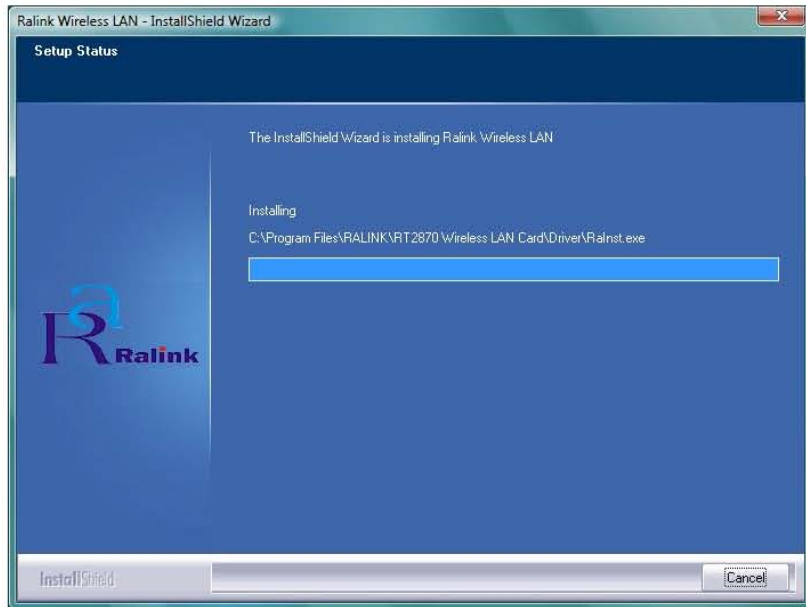 Ralink Wireless LAN - InstallShield Wizard
Setup Status
The InstallShield Wizard is installing Ralink Wireless LAN
Installing
C:\Program Files\RALINK\RT2870 Wireless LAN Card\Driver\RaInst.exe
Ra
Ralink
InstallShield
Cancel